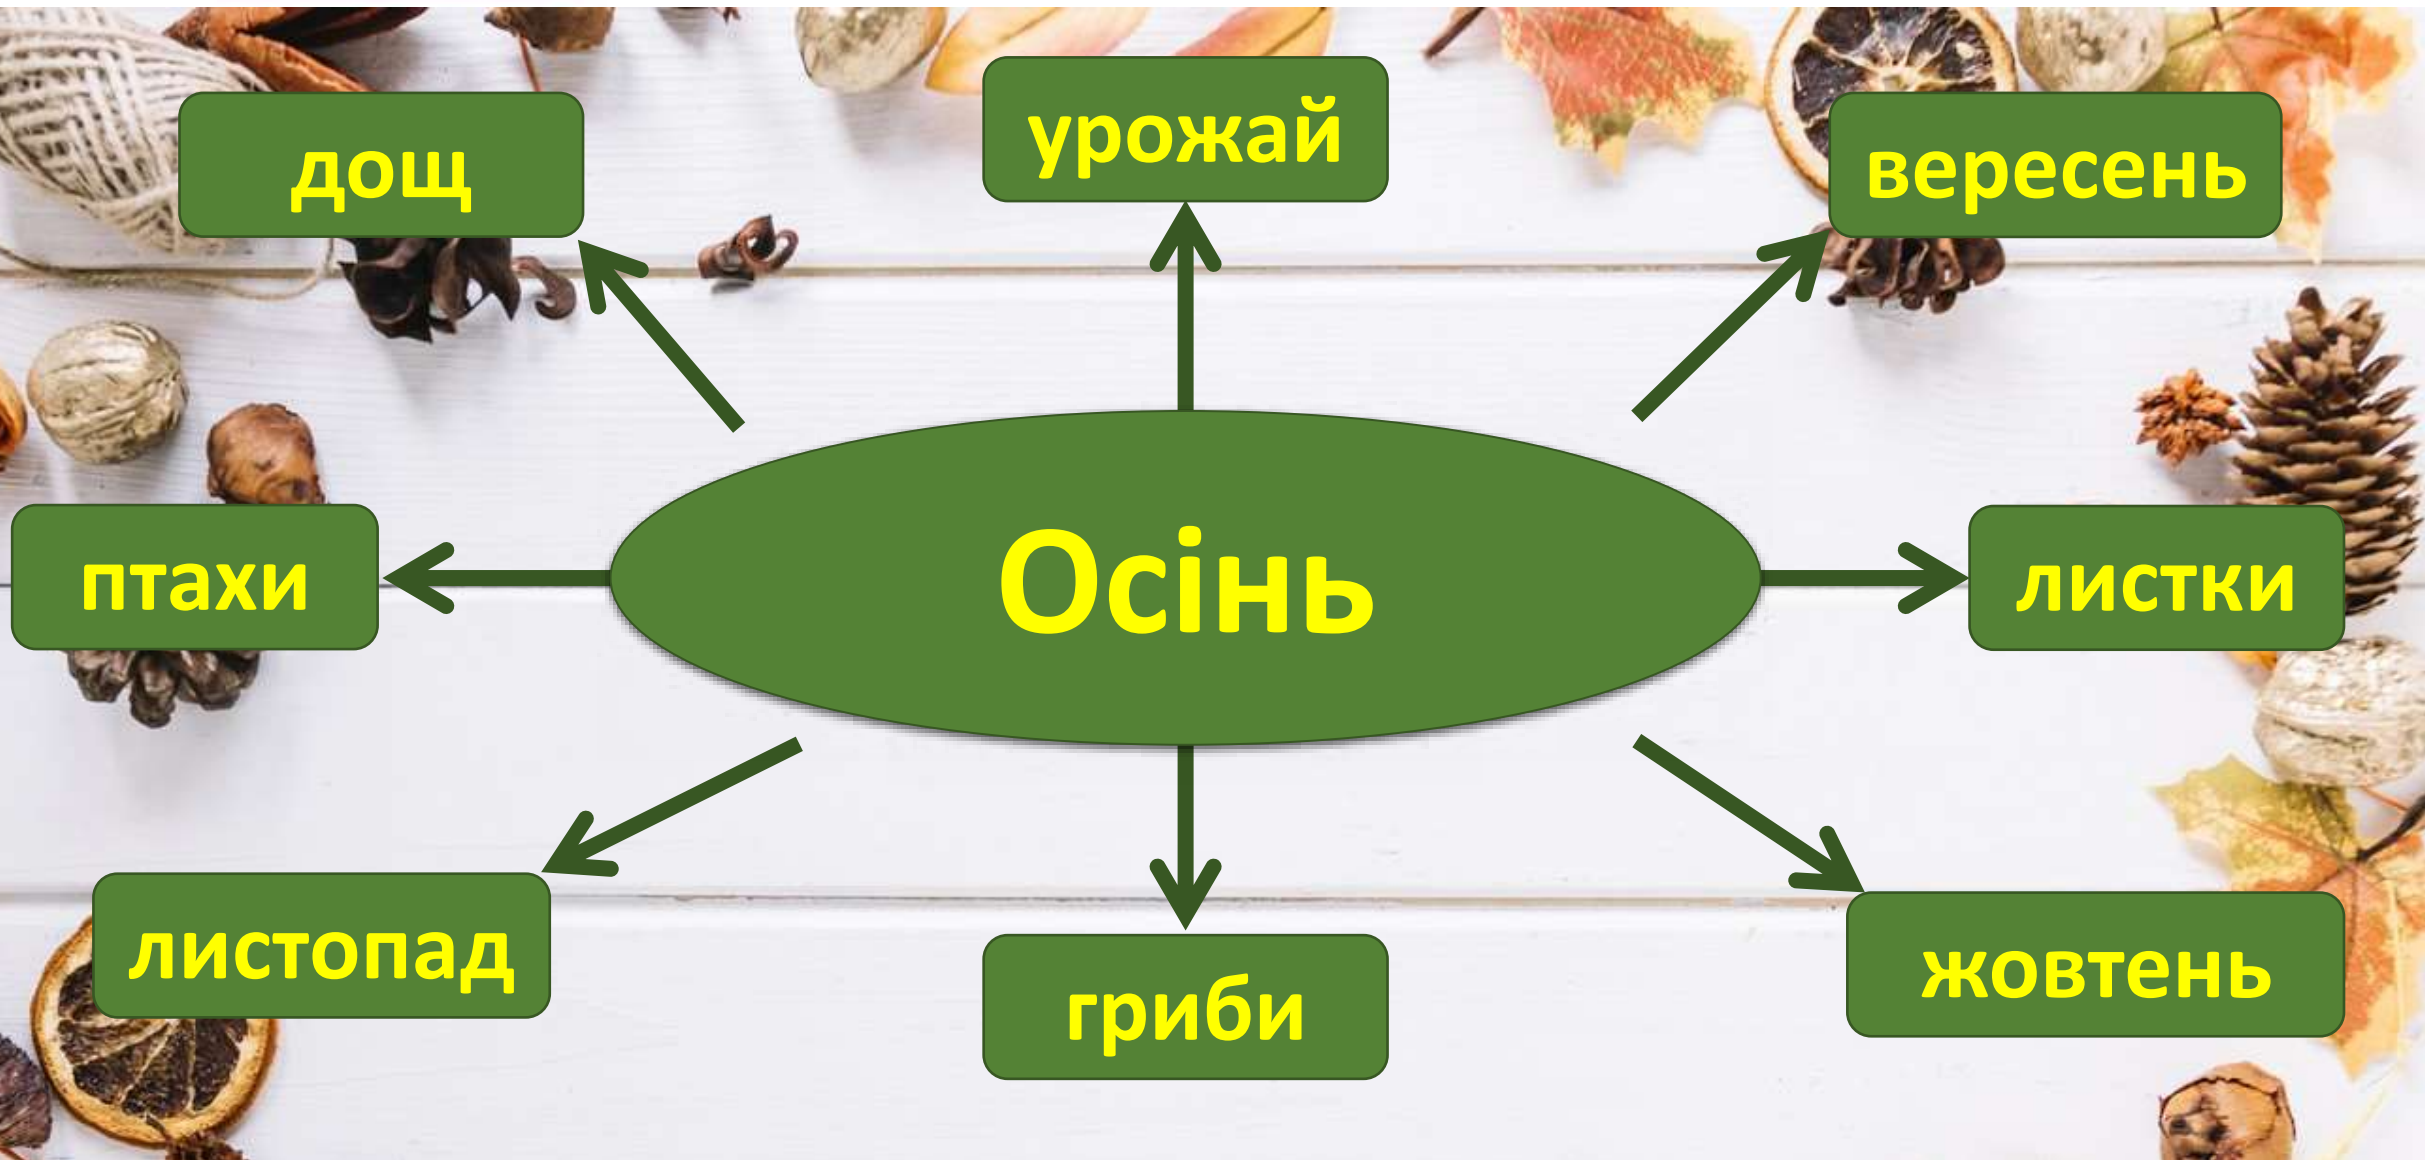 дощ
урожай
вересень
птахи
Осінь
листки
листопад
гриби
жовтень